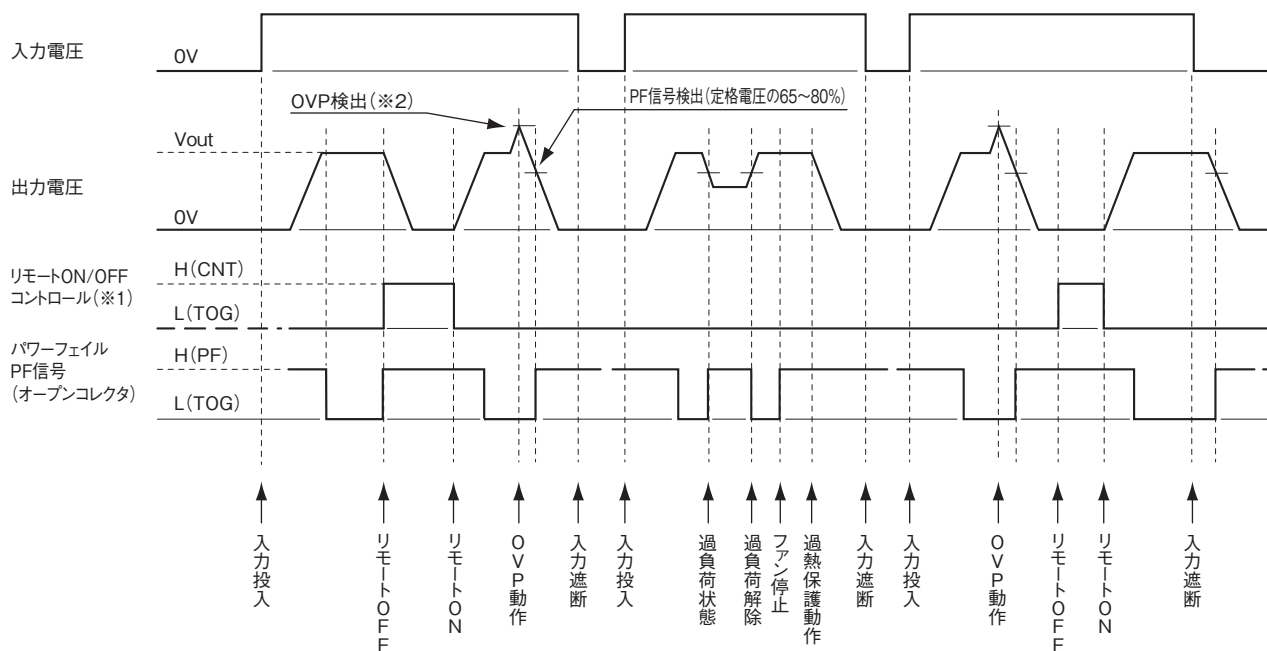 入力電圧
0V
OVP検出(※2)
PF信号検出(定格電圧の65～80%)
Vout
出力電圧
0V
リモートON/OFF
コントロール(※1)
H(CNT)
L(TOG)
パワーフェイル
PF信号
(オープンコレクタ)
H(PF)
L(TOG)
入力投入
リモートOFF
リモートON
OVP動作
入力遮断
入力投入
過負荷状態
過負荷解除
ファン停止
過熱保護動作
入力遮断
入力投入
OVP動作
リモートOFF
リモートON
入力遮断